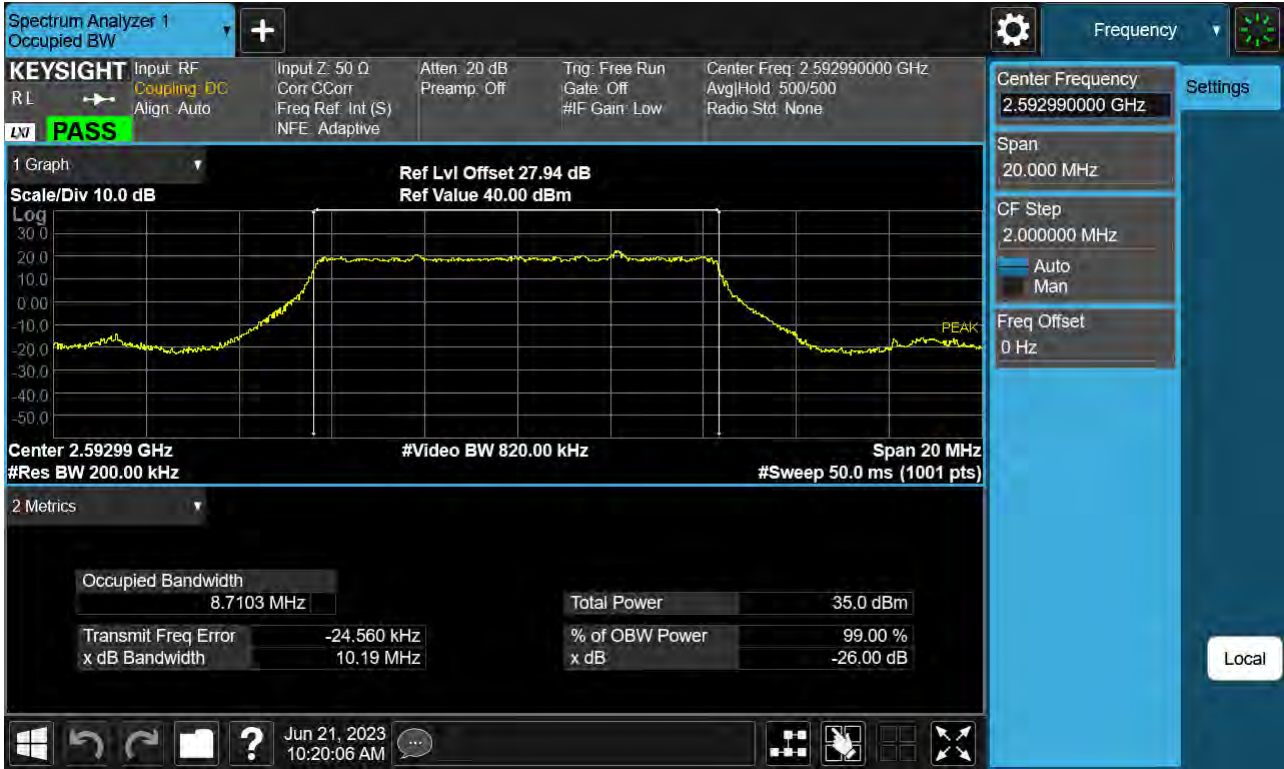 Spectrum Analyzer 1
Occupied BW
Frequency
KEYSIGHT
R L
LXI
PASS
Input: RF
Coupling: DC
Align: Auto
Input Z: 50 Ω
Corr CCorr
Freq Ref: Int (S)
NFE: Adaptive
Atten: 20 dB
Preamp: Off
Trig: Free Run
Gate: Off
#IF Gain: Low
Center Freq: 2.592990000 GHz
Avg|Hold: 500/500
Radio Std: None
1 Graph
Scale/Div 10.0 dB
Ref Lvl Offset 27.94 dB
Ref Value 40.00 dBm
Log
30.0
20.0
10.0
0.00
-10.0
-20.0
-30.0
-40.0
-50.0
PEAK
Center 2.59299 GHz
#Video BW 820.00 kHz
Span 20 MHz
#Res BW 200.00 kHz
#Sweep 50.0 ms (1001 pts)
2 Metrics
Occupied Bandwidth
8.7103 MHz
Total Power 35.0 dBm
Transmit Freq Error -24.560 kHz
% of OBW Power 99.00 %
x dB Bandwidth 10.19 MHz
x dB -26.00 dB
Center Frequency
2.592990000 GHz
Settings
Span
20.000 MHz
CF Step
2.000000 MHz
Auto
Man
Freq Offset
0 Hz
Local
?
Jun 21, 2023
10:20:06 AM